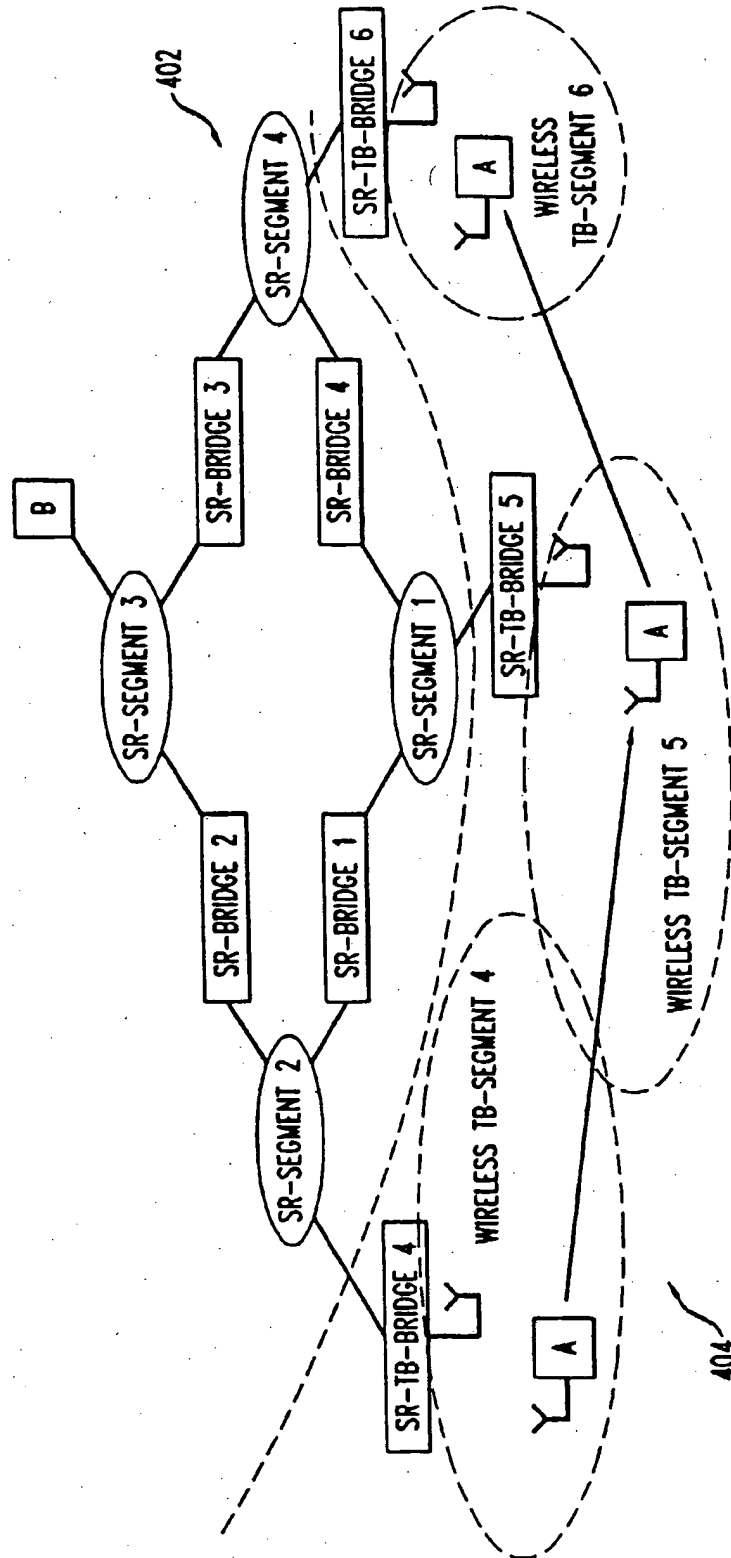 402
B
SR-SEGMENT 3
SR-BRIDGE 2
SR-BRIDGE 3
SR-SEGMENT 2
SR-SEGMENT 4
SR-BRIDGE 1
SR-BRIDGE 4
SR-SEGMENT 1
SR-TB-BRIDGE 4
SR-TB-BRIDGE 5
SR-TB-BRIDGE 6
WIRELESS TB-SEGMENT 4
A
WIRELESS TB-SEGMENT 5
A
A
WIRELESS
TB-SEGMENT 6
404